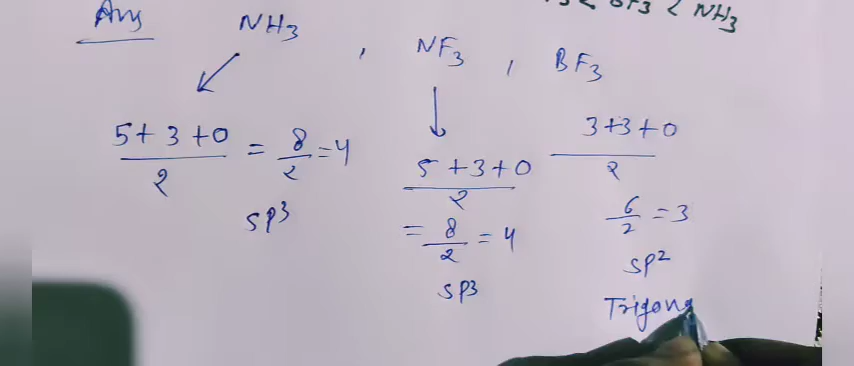 < NH3
Ans
NH3 , NF3 , BF3
5+3+0 / 2 = 8/2 = 4
sp3
5+3+0 / 2
= 8/2 = 4
sp3
3+3+0 / 2
6/2 = 3
sp2
Trigona